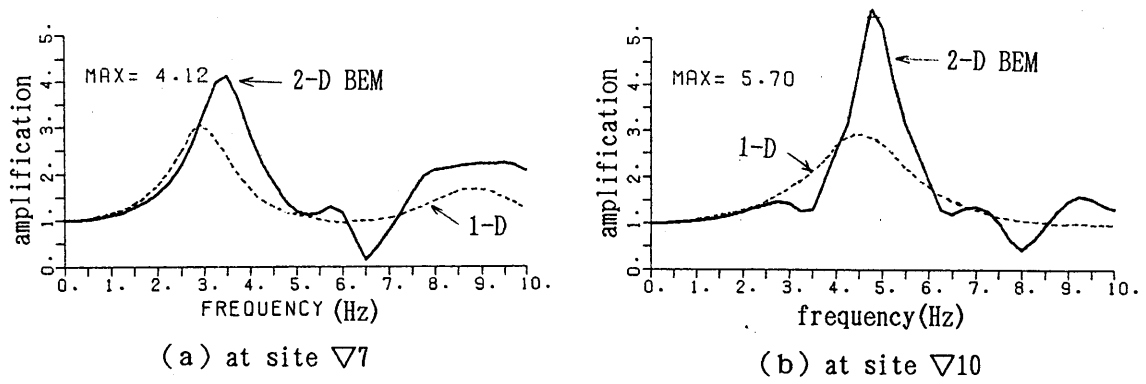 amplification
5.
4.
3.
2.
1.
0.
MAX= 4.12
2-D BEM
1-D
0. 1. 2. 3. 4. 5. 6. 7. 8. 9. 10.
FREQUENCY (Hz)
(a) at site ▽7
amplification
5.
4.
3.
2.
1.
0.
MAX= 5.70
2-D BEM
1-D
0. 1. 2. 3. 4. 5. 6. 7. 8. 9. 10.
frequency(Hz)
(b) at site ▽10